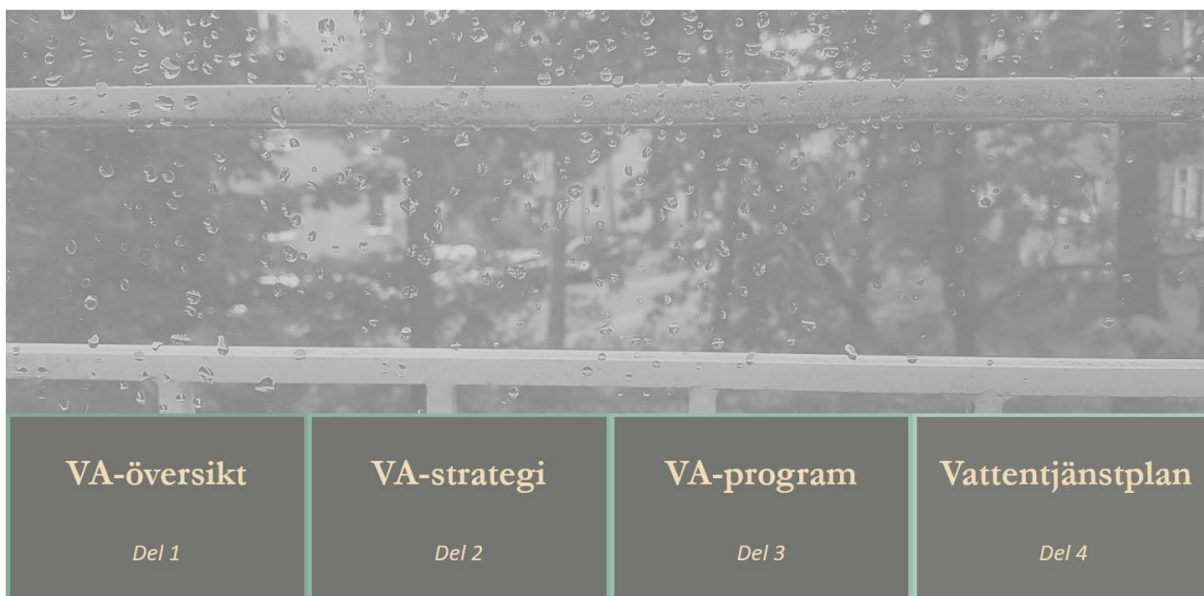 VA-översikt
Del 1
VA-strategi
Del 2
VA-program
Del 3
Vattentjänstplan
Del 4